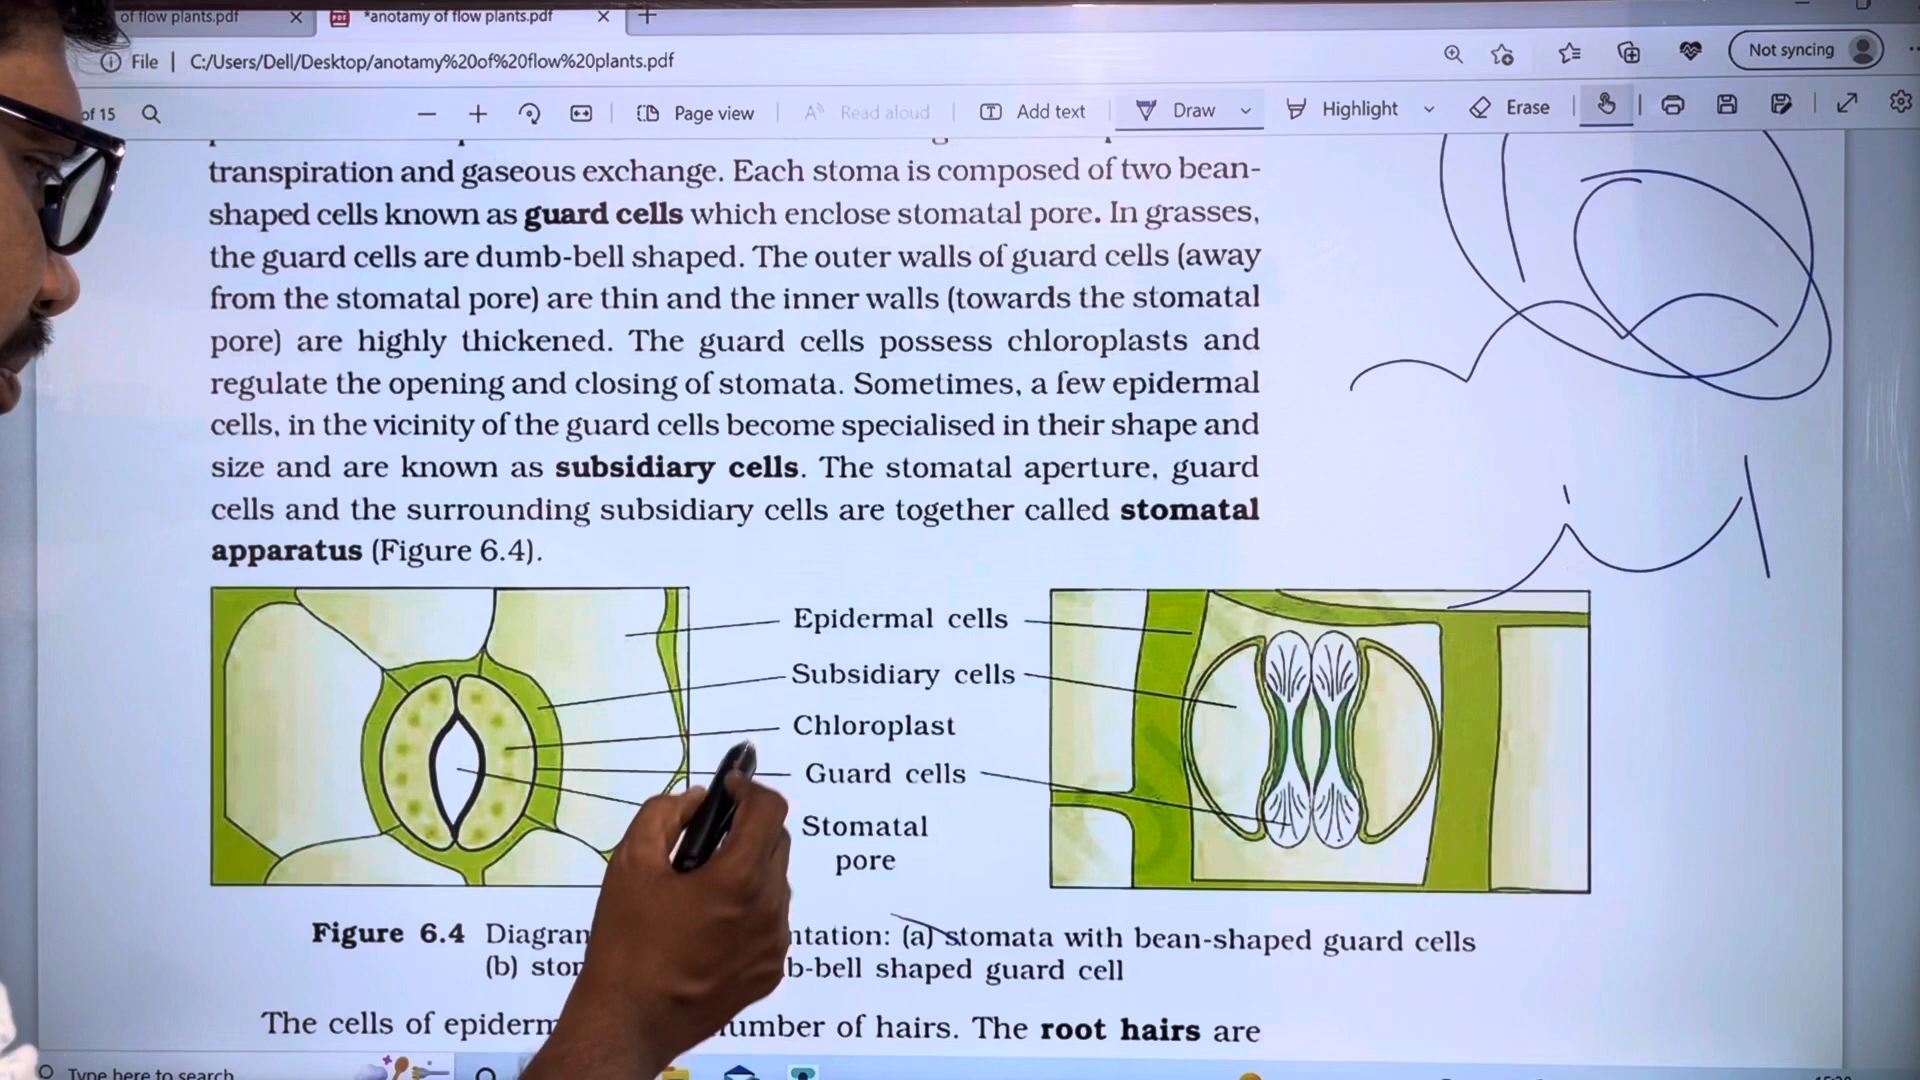 of flow plants.pdf
*anotamy of flow plants.pdf
File
C:/Users/Dell/Desktop/anotamy%20of%20flow%20plants.pdf
Not syncing
of 15
Page view
Read aloud
Add text
Draw
Highlight
Erase
transpiration and gaseous exchange. Each stoma is composed of two bean-
shaped cells known as guard cells which enclose stomatal pore. In grasses,
the guard cells are dumb-bell shaped. The outer walls of guard cells (away
from the stomatal pore) are thin and the inner walls (towards the stomatal
pore) are highly thickened. The guard cells possess chloroplasts and
regulate the opening and closing of stomata. Sometimes, a few epidermal
cells, in the vicinity of the guard cells become specialised in their shape and
size and are known as subsidiary cells. The stomatal aperture, guard
cells and the surrounding subsidiary cells are together called stomatal
apparatus (Figure 6.4).
Epidermal cells
Subsidiary cells
Chloroplast
Guard cells
Stomatal
pore
Figure 6.4 Diagran ntation: (a) stomata with bean-shaped guard cells
(b) stor b-bell shaped guard cell
The cells of epiderm umber of hairs. The root hairs are
Type here to search